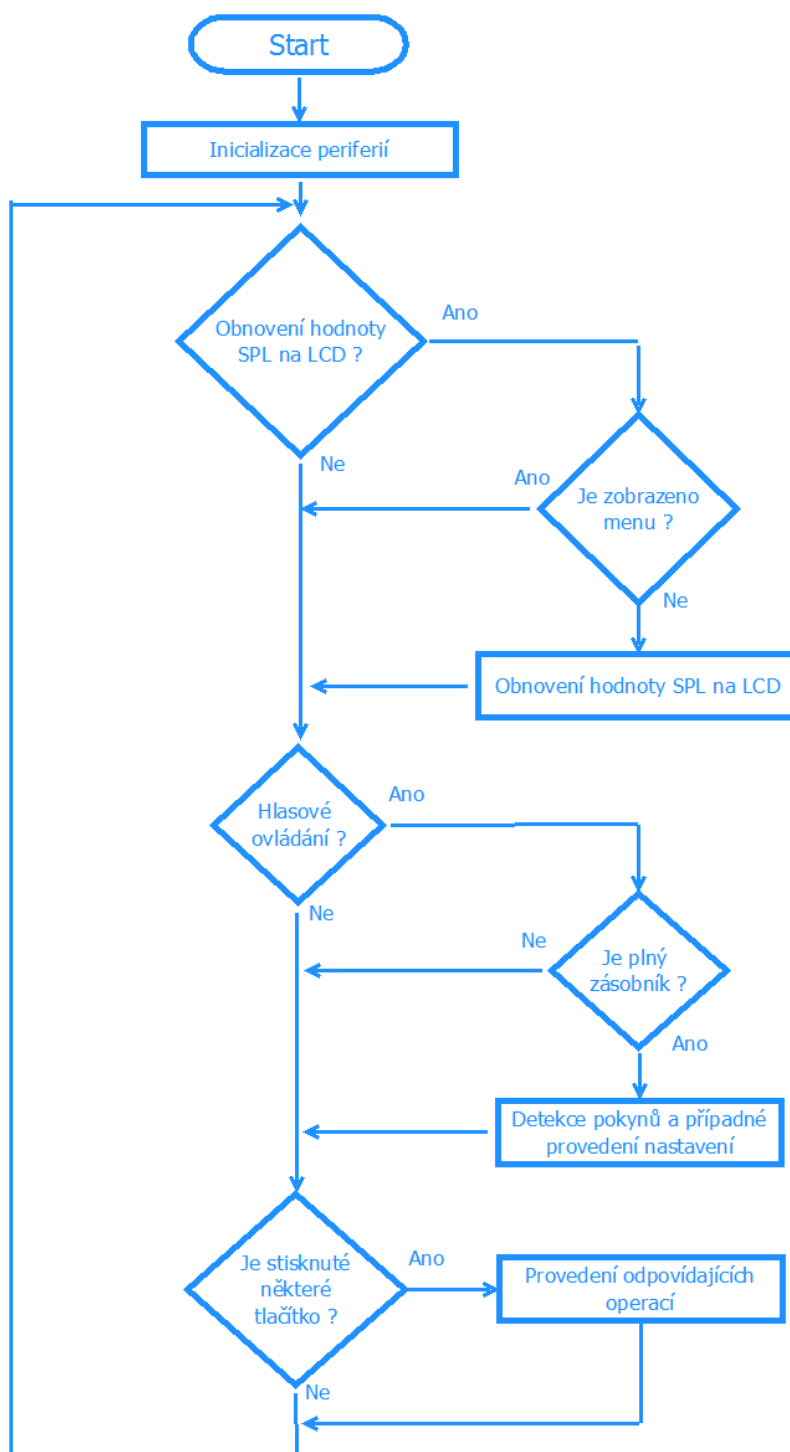 Start
Inicializace periferií
Obnovení hodnoty
SPL na LCD ?
Ano
Ne
Ano
Je zobrazeno
menu ?
Ne
Obnovení hodnoty SPL na LCD
Hlasové
ovládání ?
Ano
Ne
Ne
Je plný
zásobník ?
Ano
Detekce pokynů a případné
provedení nastavení
Je stisknuté
některé
tlačítko ?
Ano
Provedení odpovídajících
operací
Ne